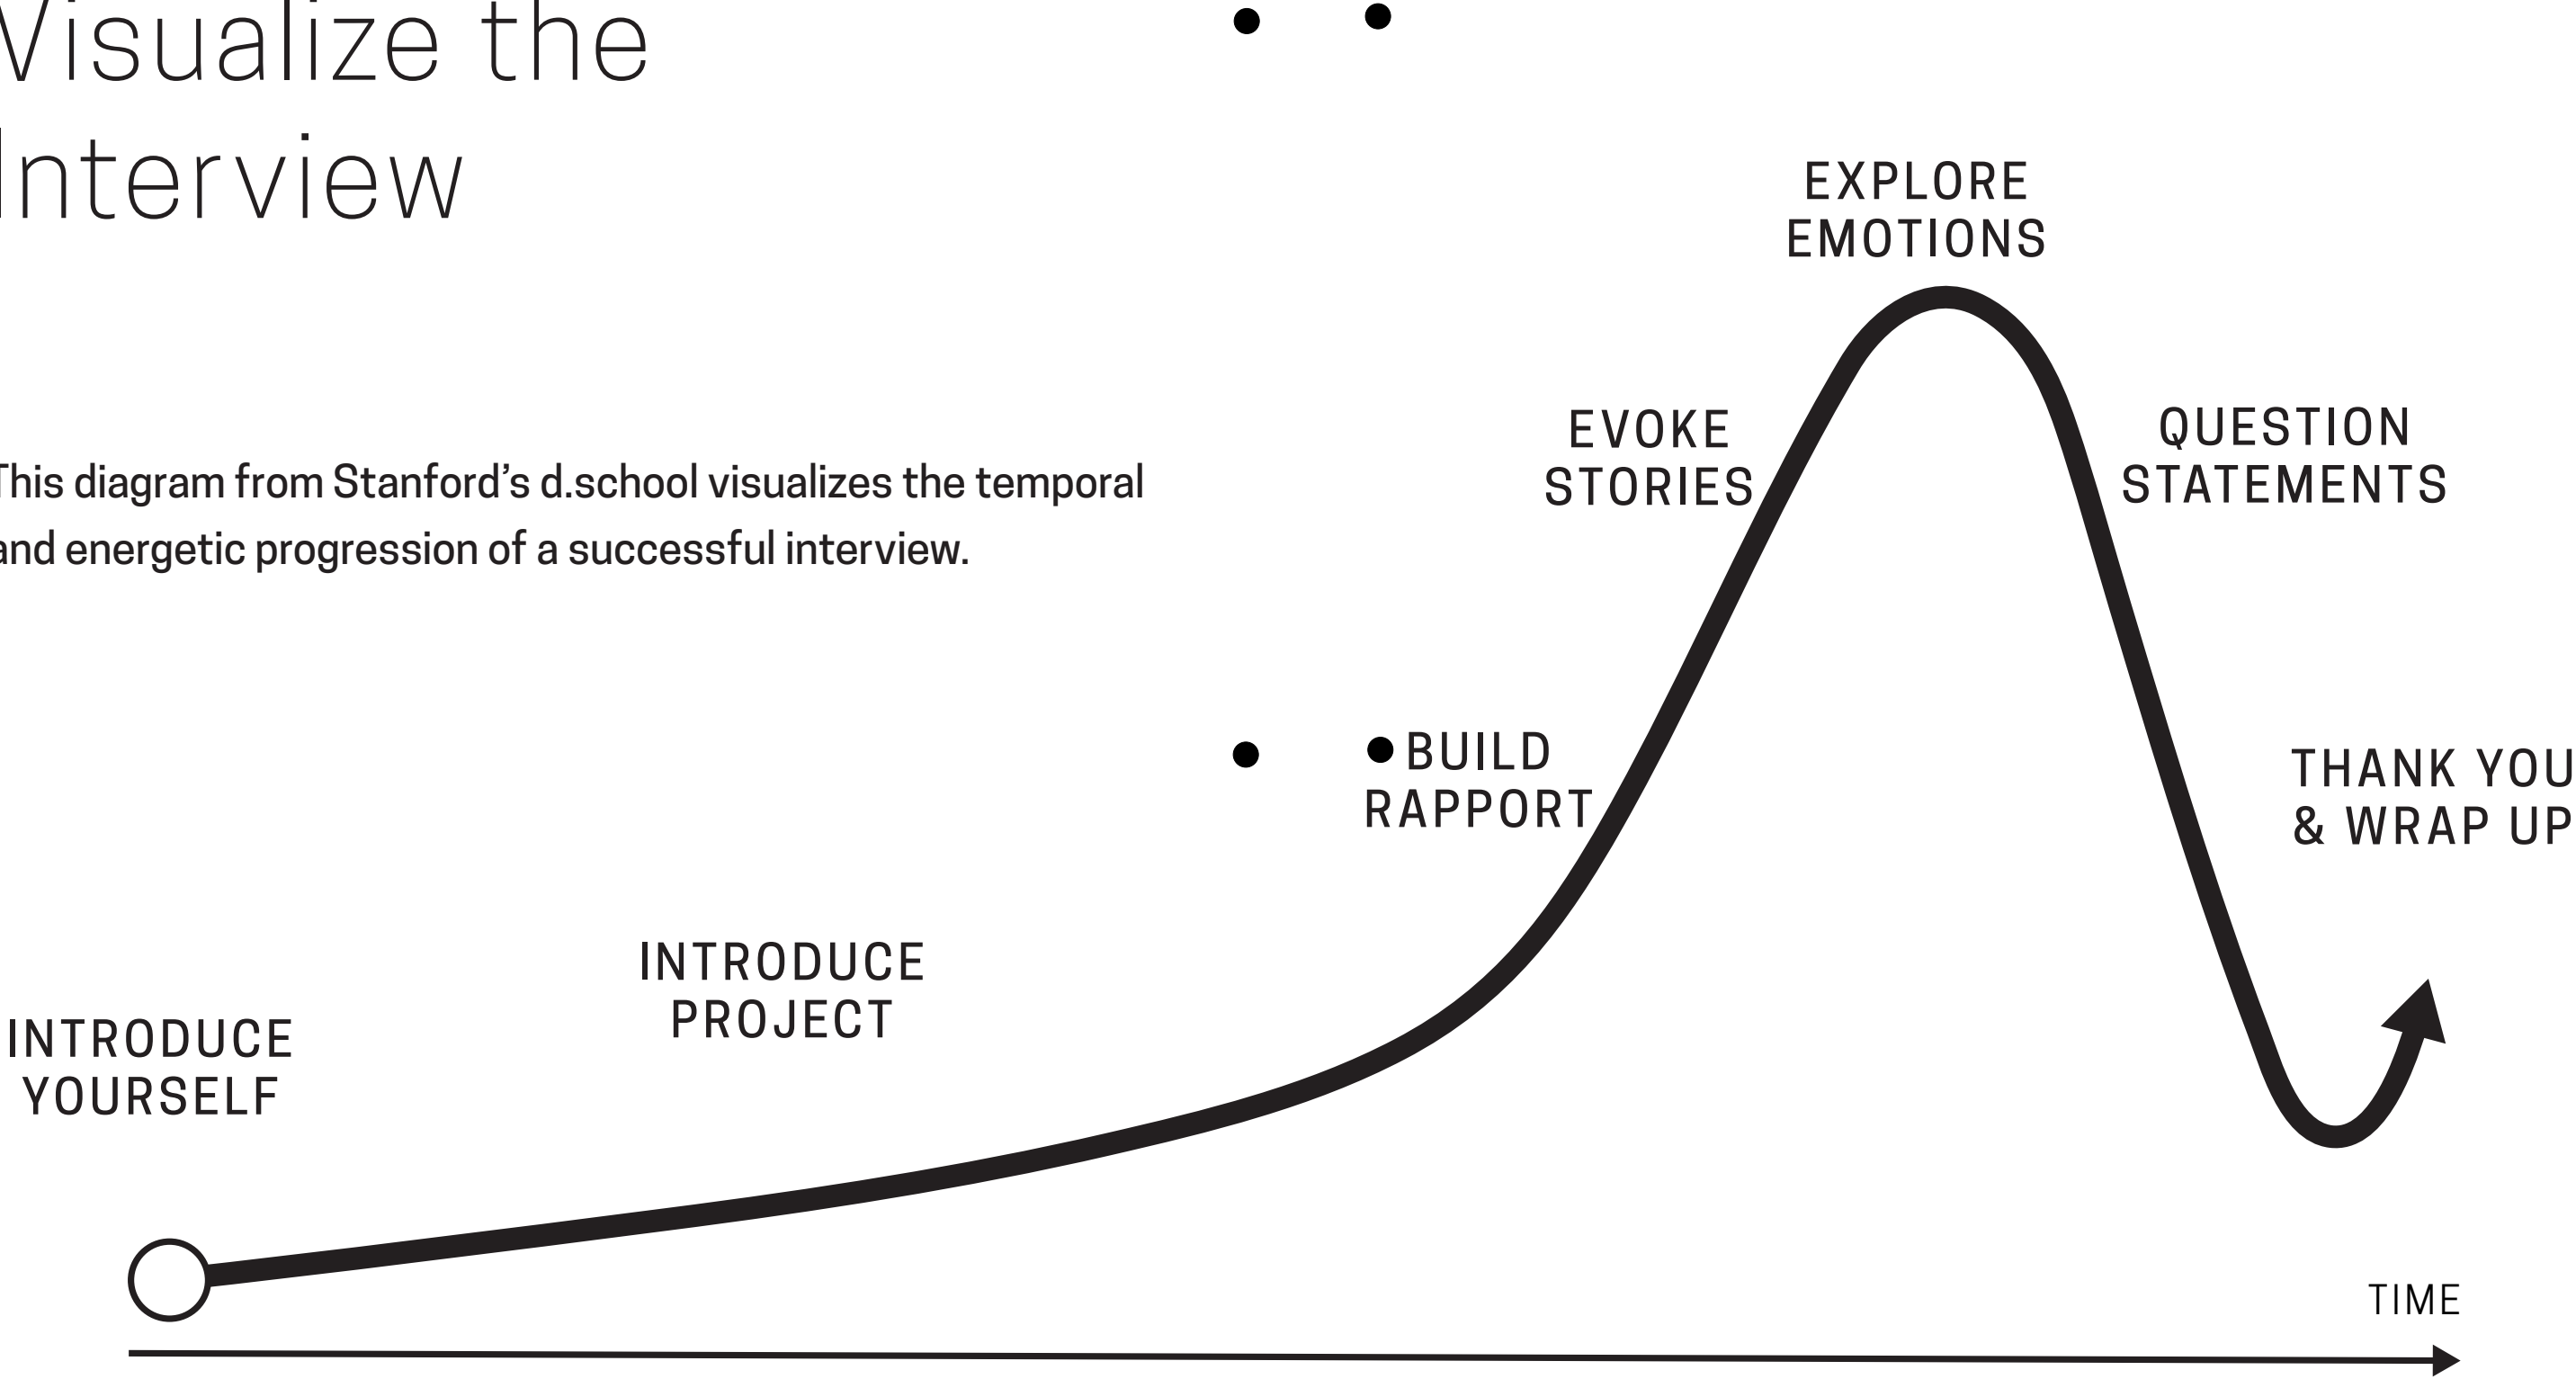 Visualize the
Interview
This diagram from Stanford's d.school visualizes the temporal
and energetic progression of a successful interview.
INTRODUCE
YOURSELF
INTRODUCE
PROJECT
BUILD
RAPPORT
EVOKE
STORIES
EXPLORE
EMOTIONS
QUESTION
STATEMENTS
THANK YOU
& WRAP UP
TIME